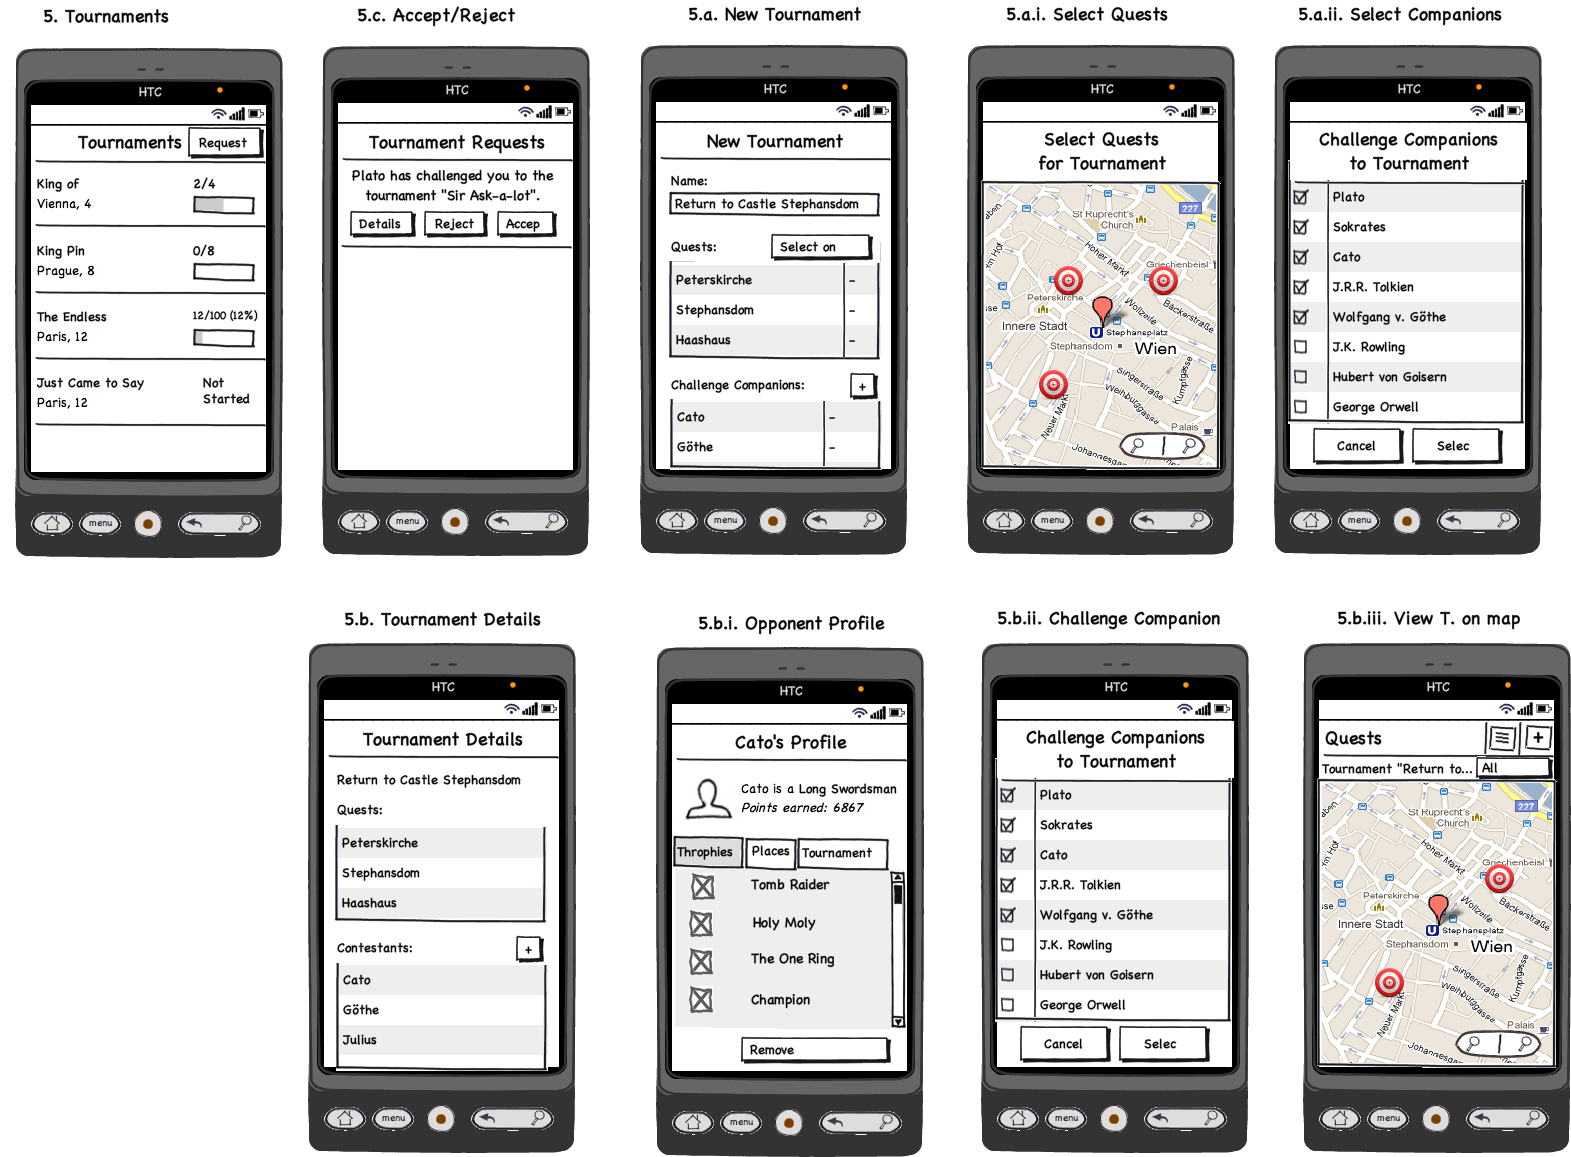 5. Tournaments
HTC
Tournaments
Request
King of
2/4
Vienna, 4
King Pin
0/8
Prague, 8
The Endless
12/100 (12%)
Paris, 12
Just Came to Say
Not
Started
Paris, 12
menu
5.c. Accept/Reject
HTC
Tournament Requests
Plato has challenged you to the
tournament "Sir Ask-a-lot".
Details
Reject
Accep
menu
5.a. New Tournament
HTC
New Tournament
Name:
Return to Castle Stephansdom
Quests:
Select on
Peterskirche -
Stephansdom -
Haashaus -
Challenge Companions:
+
Cato -
Göthe -
menu
5.a.i. Select Quests
HTC
Select Quests
for Tournament
227
aben
St Ruprecht's
Church
Hoher Markt
Griechenbeisl
Peterskirche
Wollzeile
Bäckerstraße
Innere Stadt
U Stephansplatz
Stephansdom
Wien
Singerstraße
Weihburggasse
Kumpfgasse
Neuer Markt
Palais
Johannesgas
menu
5.a.ii. Select Companions
HTC
Challenge Companions
to Tournament
Plato
Sokrates
Cato
J.R.R. Tolkien
Wolfgang v. Göthe
J.K. Rowling
Hubert von Goisern
George Orwell
Cancel
Selec
menu
5.b. Tournament Details
HTC
Tournament Details
Return to Castle Stephansdom
Quests:
Peterskirche
Stephansdom
Haashaus
Contestants:
+
Cato
Göthe
Julius
menu
5.b.i. Opponent Profile
HTC
Cato's Profile
Cato is a Long Swordsman
Points earned: 6867
Throphies
Places
Tournament
Tomb Raider
Holy Moly
The One Ring
Champion
Remove
menu
5.b.ii. Challenge Companion
HTC
Challenge Companions
to Tournament
Plato
Sokrates
Cato
J.R.R. Tolkien
Wolfgang v. Göthe
J.K. Rowling
Hubert von Goisern
George Orwell
Cancel
Selec
menu
5.b.iii. View T. on map
HTC
Quests
+
Tournament "Return to...
All
227
aben
St Ruprecht's
Church
Hoher Markt
Griechenbeisl
Peterskirche
Wollzeile
Bäckerstraße
Innere Stadt
U Stephansplatz
Stephansdom
Wien
Singerstraße
Weihburggasse
Kumpfgasse
Neuer Markt
Palais
Johannesgas
menu